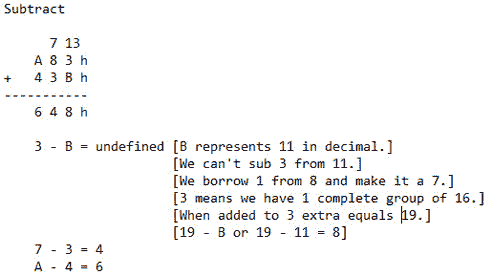 Subtract
7 13
A 8 3 h
+ 4 3 B h
-----------
6 4 8 h
3 - B = undefined [B represents 11 in decimal.]
[We can't sub 3 from 11.]
[We borrow 1 from 8 and make it a 7.]
[3 means we have 1 complete group of 16.]
[When added to 3 extra equals 19.]
[19 - B or 19 - 11 = 8]
7 - 3 = 4
A - 4 = 6